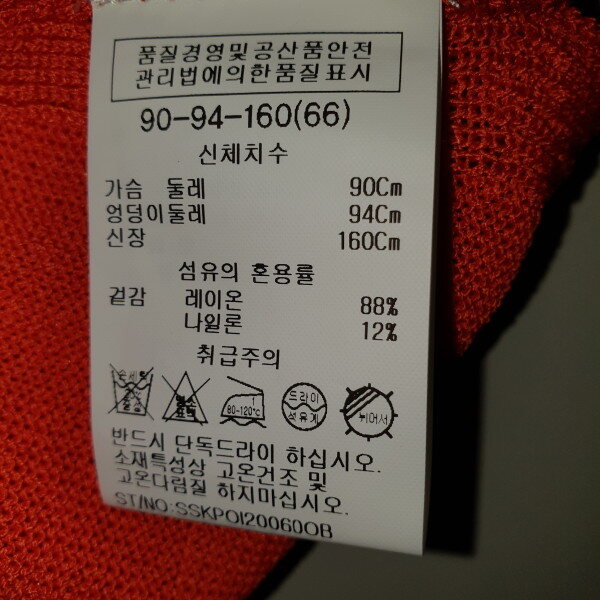 품질경영및공산품안전
관리법에의한품질표시
90-94-160(66)
신체치수
가슴 둘레 90Cm
엉덩이둘레 94Cm
신장 160Cm
섬유의 혼용률
겉감 레이온 88%
나일론 12%
취급주의
80-120℃ 드라이
석유계 뉘어서
반드시 단독드라이 하십시오.
소재특성상 고온건조 및
고온다림질 하지마십시오.
ST/NO:SSKPOI20060OB